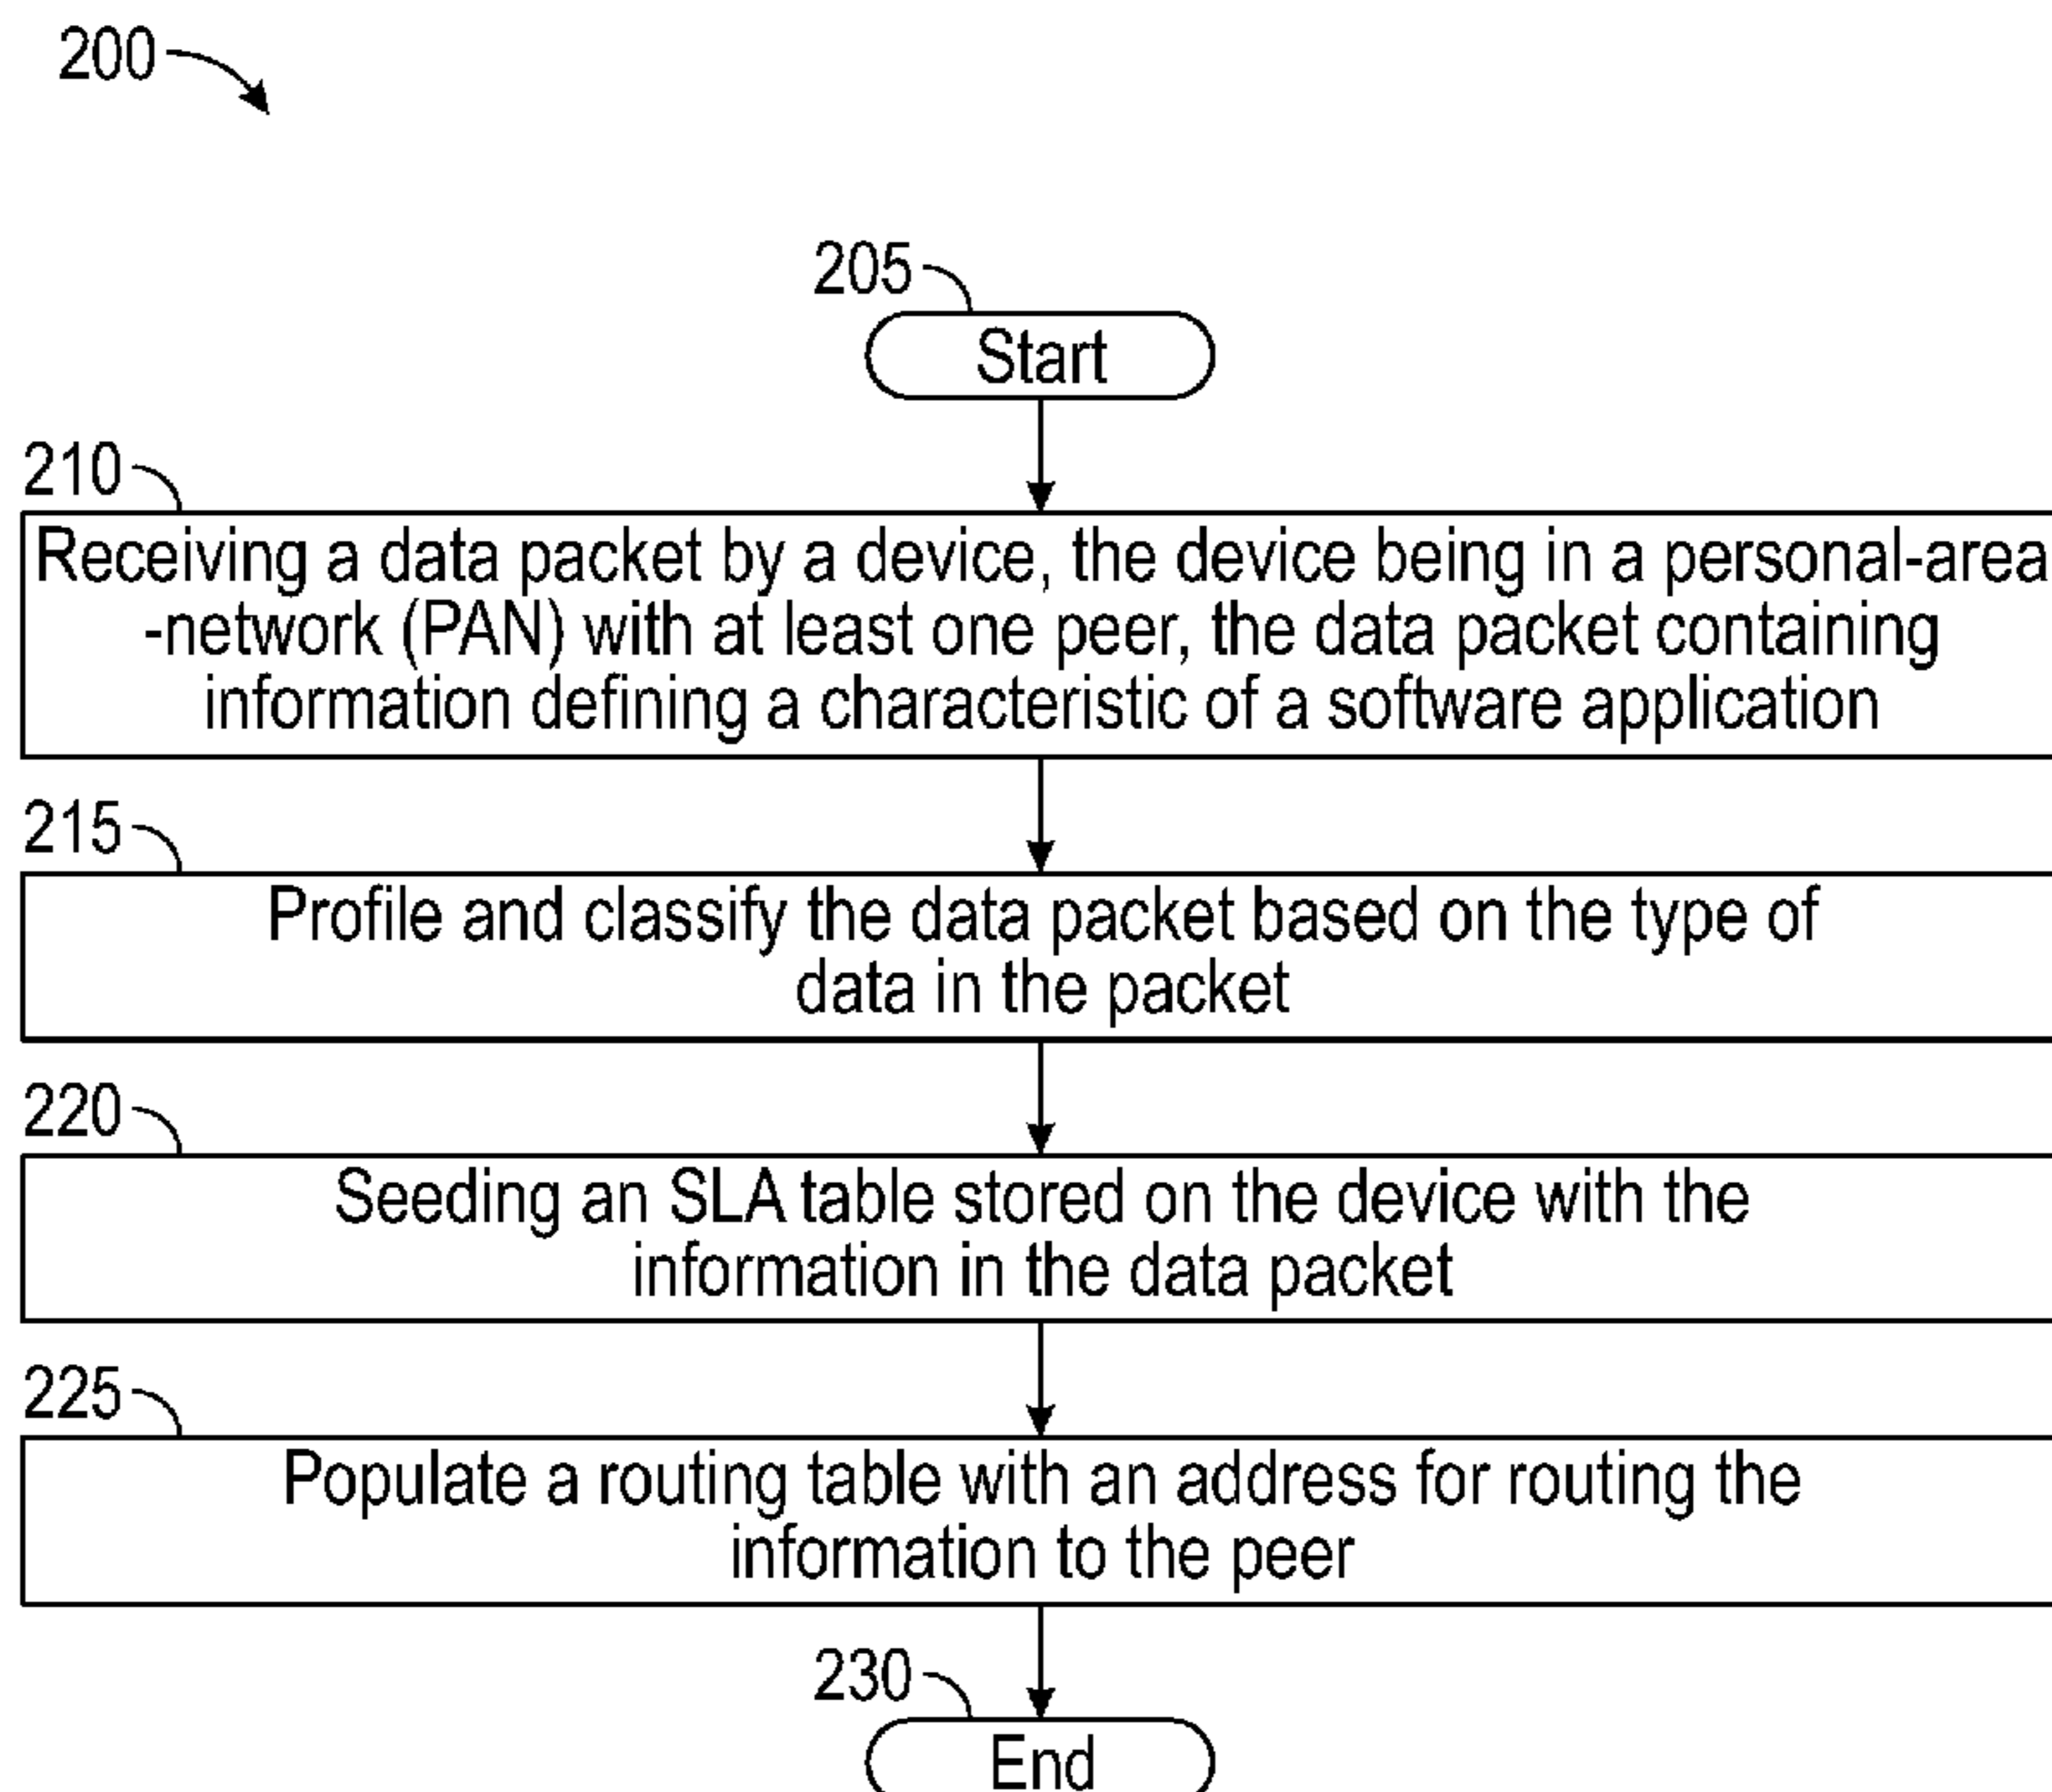 200
205
Start
210
Receiving a data packet by a device, the device being in a personal-area
-network (PAN) with at least one peer, the data packet containing
information defining a characteristic of a software application
215
Profile and classify the data packet based on the type of
data in the packet
220
Seeding an SLA table stored on the device with the
information in the data packet
225
Populate a routing table with an address for routing the
information to the peer
230
End